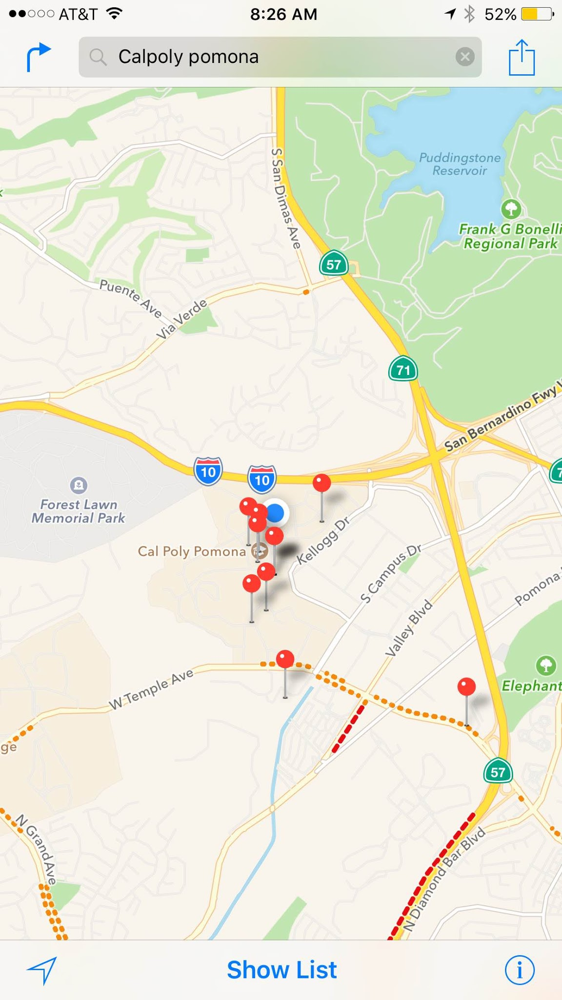 AT&T
8:26 AM
52%
Calpoly pomona
Puddingstone
Reservoir
S San Dimas Ave
Frank G Bonelli
Regional Park
57
Puente Ave
Via Verde
71
San Bernardino Fwy
10
10
7
Forest Lawn
Memorial Park
Cal Poly Pomona
Kellogg Dr
S Campus Dr
Pomona
Valley Blvd
W Temple Ave
Elephant
ge
57
N Grand Ave
N Diamond Bar Blvd
Show List